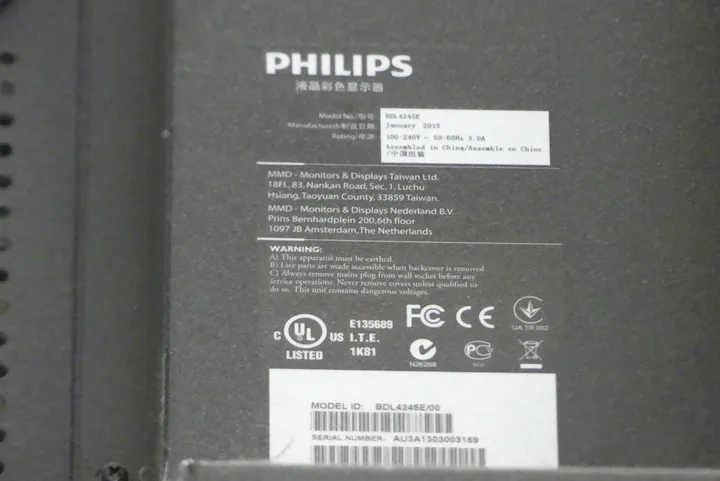 PHILIPS
液晶彩色显示器
Model No/型号: BDL4245E
Manufactured/制造日期: January 2013
Rating/电源: 100-240V ~ 50-60Hz 3.0A
Assembled in China/Assemble en Chine
/中国组装
MMD - Monitors & Displays Taiwan Ltd.
18Fl., 83, Nankan Road, Sec. 1, Luchu
Hsiang, Taoyuan County, 33859 Taiwan.
MMD - Monitors & Displays Nederland B.V.
Prins Bernhardplein 200, 6th floor
1097 JB Amsterdam, The Netherlands
WARNING:
A) This apparatus must be earthed.
B) Live parts are made accessible when backcover is removed
C) Always remove mains plug from wall socket before any
service operations. Never remove covers unless qualified to
do so. This unit contains dangerous voltages.
C UL US LISTED
E135689
I.T.E.
1K81
FC CE
UA.TR.002
N28298
PC
MODEL ID: BDL4245E/00
SERIAL NUMBER: AU3A1303003169